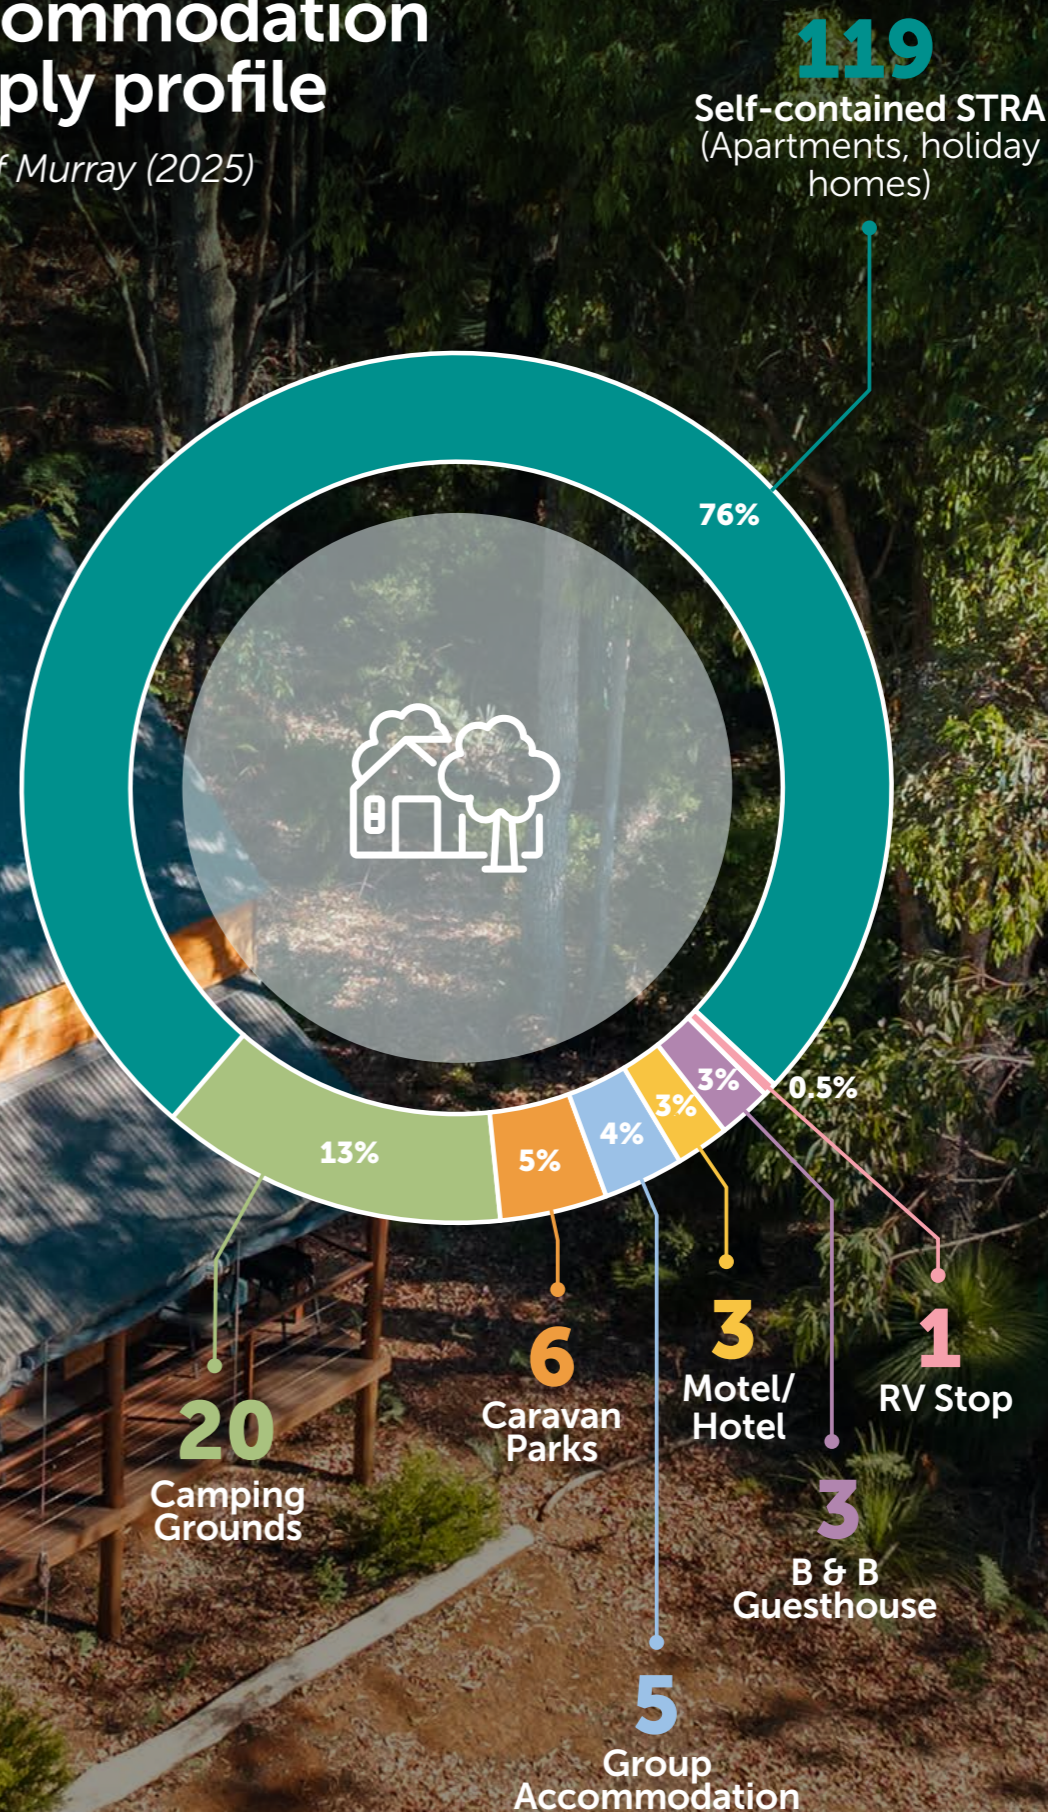 ommodation
ply profile
f Murray (2025)
119
Self-contained STRA
(Apartments, holiday
homes)
76%
0.5%
3%
3%
4%
5%
13%
20
Camping
Grounds
6
Caravan
Parks
5
Group
Accommodation
3
Motel/
Hotel
3
B & B
Guesthouse
1
RV Stop